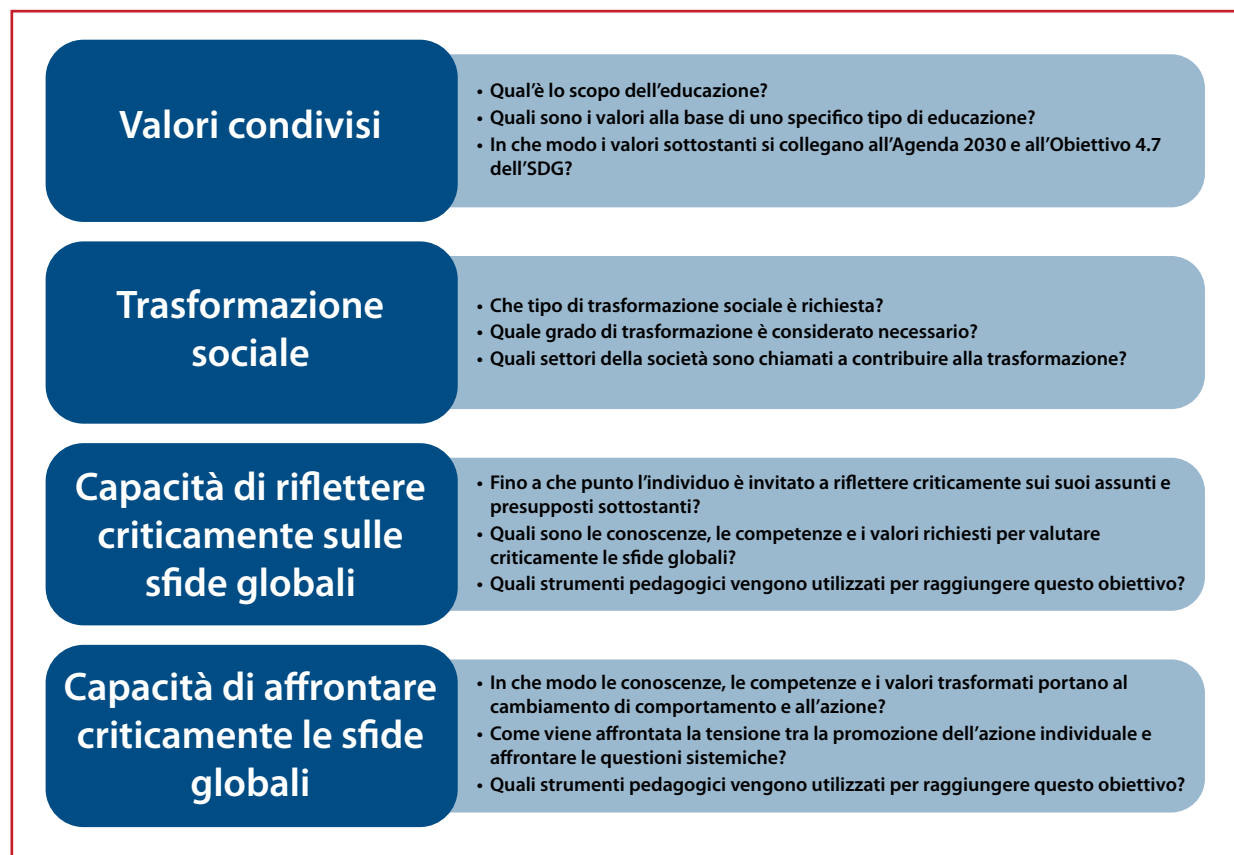 Valori condivisi
• Qual'è lo scopo dell'educazione?
• Quali sono i valori alla base di uno specifico tipo di educazione?
• In che modo i valori sottostanti si collegano all'Agenda 2030 e all'Obiettivo 4.7
dell'SDG?
Trasformazione
sociale
• Che tipo di trasformazione sociale è richiesta?
• Quale grado di trasformazione è considerato necessario?
• Quali settori della società sono chiamati a contribuire alla trasformazione?
Capacità di riflettere
criticamente sulle
sfide globali
• Fino a che punto l'individuo è invitato a riflettere criticamente sui suoi assunti e
presupposti sottostanti?
• Quali sono le conoscenze, le competenze e i valori richiesti per valutare
criticamente le sfide globali?
• Quali strumenti pedagogici vengono utilizzati per raggiungere questo obiettivo?
Capacità di affrontare
criticamente le sfide
globali
• In che modo le conoscenze, le competenze e i valori trasformati portano al
cambiamento di comportamento e all'azione?
• Come viene affrontata la tensione tra la promozione dell'azione individuale e
affrontare le questioni sistemiche?
• Quali strumenti pedagogici vengono utilizzati per raggiungere questo obiettivo?